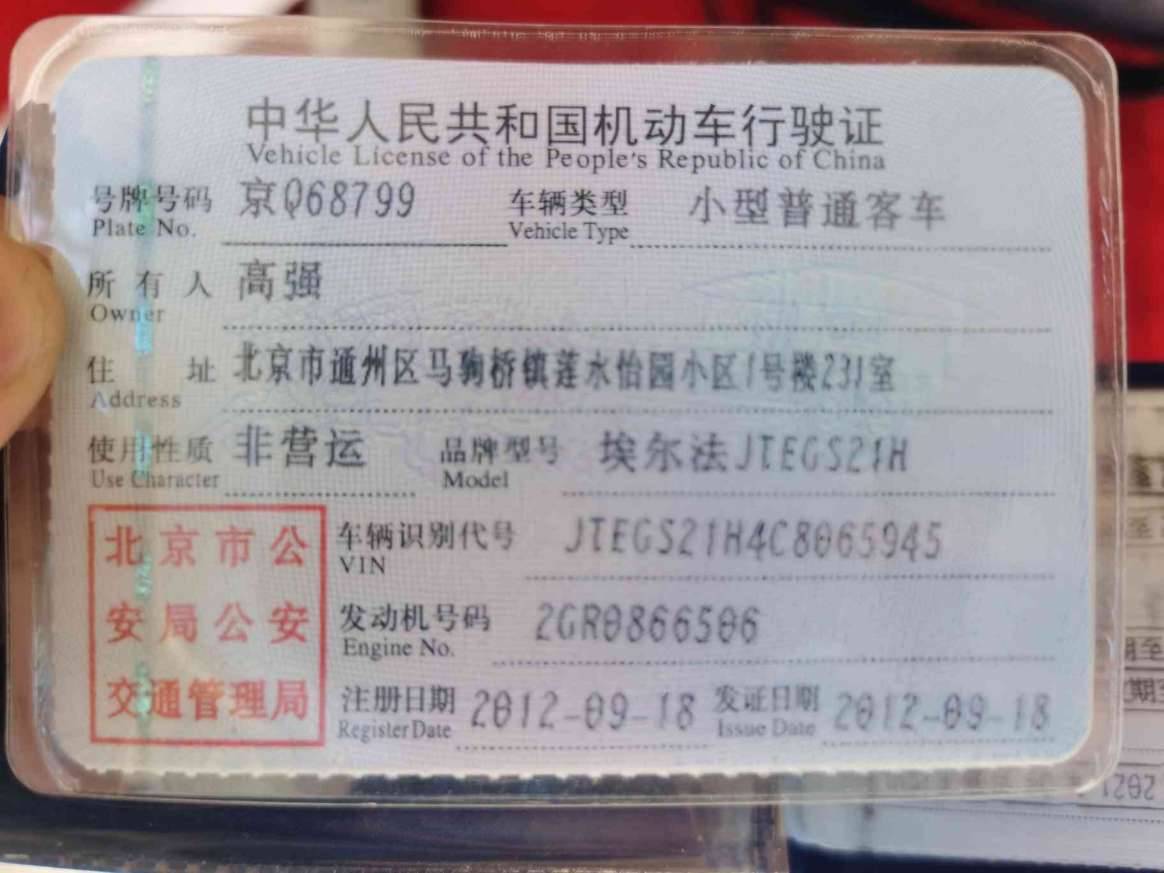 中华人民共和国机动车行驶证
Vehicle License of the People's Republic of China
号牌号码 京Q68799 车辆类型 小型普通客车
Plate No. Vehicle Type
所有人 高强
Owner
住址 北京市通州区马驹桥镇莲水怡园小区1号楼231室
Address
使用性质 非营运 品牌型号 埃尔法JTEGS21H
Use Character Model
北京市公
安局公安
交通管理局
车辆识别代号 JTEGS21H4C8065945
VIN
发动机号码 2GR0866506
Engine No.
注册日期 2012-09-18 发证日期 2012-09-18
Register Date Issue Date